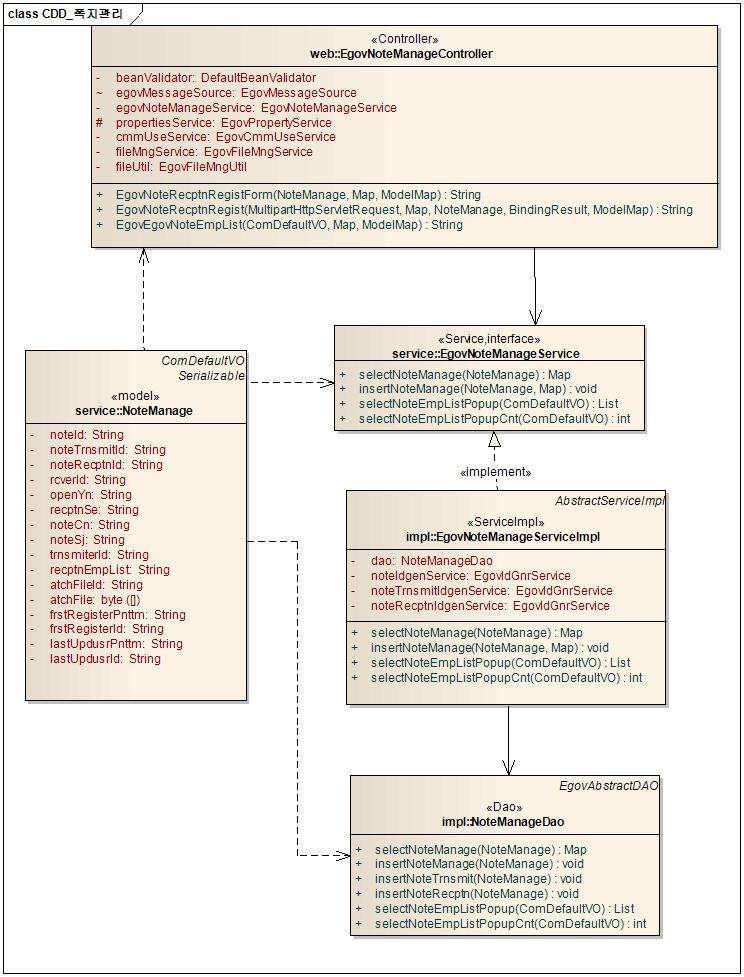 class CDD_쪽지관리
«Controller»
web::EgovNoteManageController
- beanValidator: DefaultBeanValidator
~ egovMessageSource: EgovMessageSource
- egovNoteManageService: EgovNoteManageService
# propertiesService: EgovPropertyService
- cmmUseService: EgovCmmUseService
- fileMngService: EgovFileMngService
- fileUtil: EgovFileMngUtil
+ EgovNoteRecptnRegistForm(NoteManage, Map, ModelMap) : String
+ EgovNoteRecptnRegist(MultipartHttpServletRequest, Map, NoteManage, BindingResult, ModelMap) : String
+ EgovEgovNoteEmpList(ComDefaultVO, Map, ModelMap) : String
«Service,interface»
service::EgovNoteManageService
+ selectNoteManage(NoteManage) : Map
+ insertNoteManage(NoteManage, Map) : void
+ selectNoteEmpListPopup(ComDefaultVO) : List
+ selectNoteEmpListPopupCnt(ComDefaultVO) : int
ComDefaultVO
Serializable
«model»
service::NoteManage
- noteId: String
- noteTrnsmitId: String
- noteRecptnId: String
- rcverId: String
- openYn: String
- recptnSe: String
- noteCn: String
- noteSj: String
- trnsmiterId: String
- recptnEmpList: String
- atchFileId: String
- atchFile: byte ([])
- frstRegisterPnttm: String
- frstRegisterId: String
- lastUpdusrPnttm: String
- lastUpdusrId: String
«implement»
AbstractServiceImpl
«ServiceImpl»
impl::EgovNoteManageServiceImpl
- dao: NoteManageDao
- noteIdgenService: EgovIdGnrService
- noteTrnsmitIdgenService: EgovIdGnrService
- noteRecptnIdgenService: EgovIdGnrService
+ selectNoteManage(NoteManage) : Map
+ insertNoteManage(NoteManage, Map) : void
+ selectNoteEmpListPopup(ComDefaultVO) : List
+ selectNoteEmpListPopupCnt(ComDefaultVO) : int
EgovAbstractDAO
«Dao»
impl::NoteManageDao
+ selectNoteManage(NoteManage) : Map
+ insertNoteManage(NoteManage) : void
+ insertNoteTrnsmit(NoteManage) : void
+ insertNoteRecptn(NoteManage) : void
+ selectNoteEmpListPopup(ComDefaultVO) : List
+ selectNoteEmpListPopupCnt(ComDefaultVO) : int